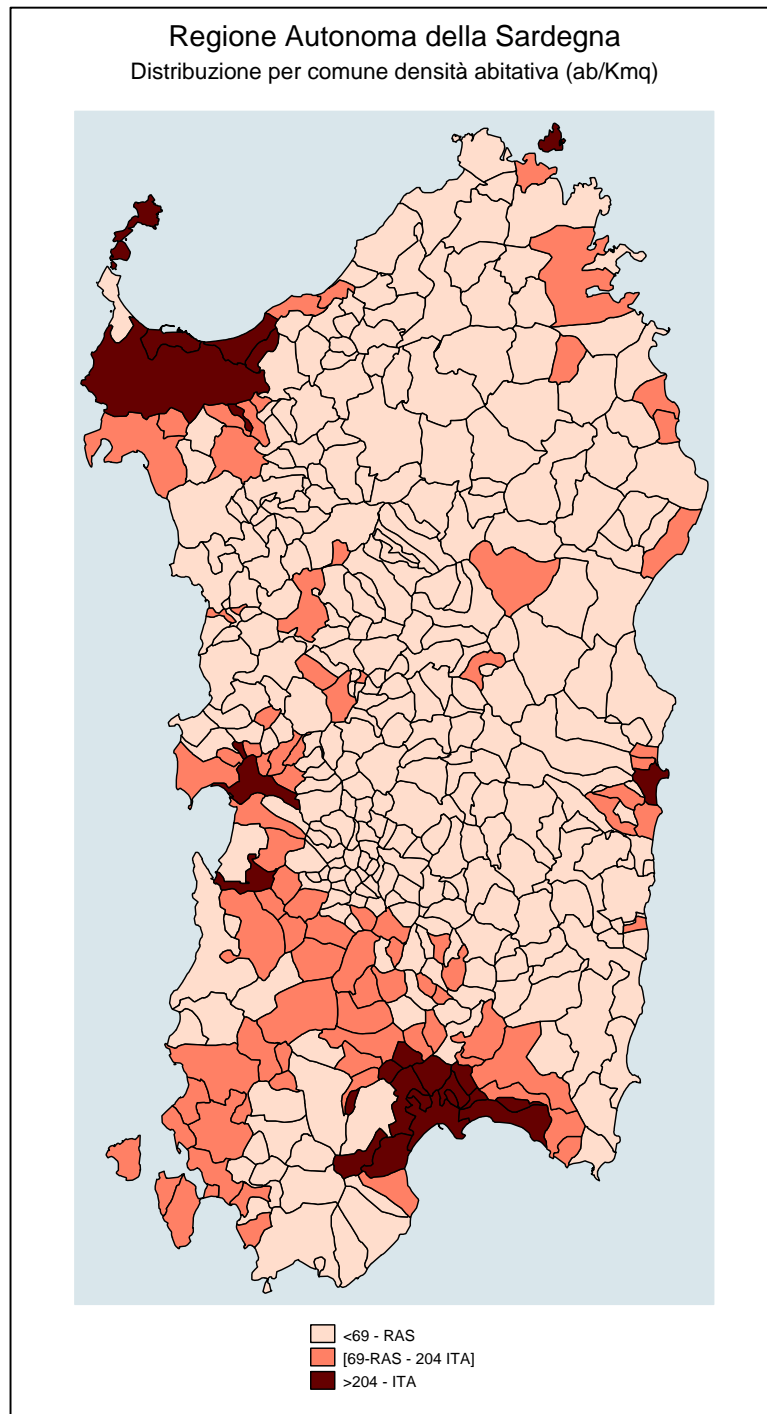 Regione Autonoma della Sardegna
Distribuzione per comune densità abitativa (ab/Kmq)
<69 - RAS
[69-RAS - 204 ITA]
>204 - ITA